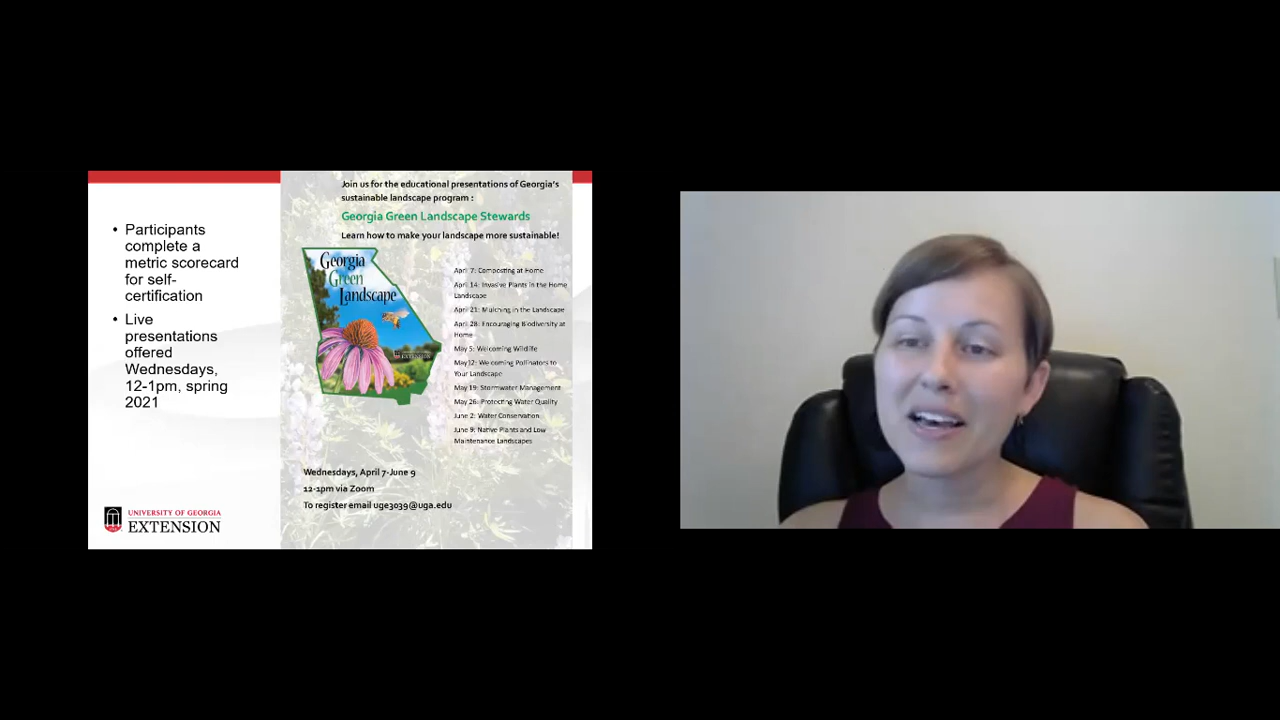 • Participants
complete a
metric scorecard
for self-
certification
• Live
presentations
offered
Wednesdays,
12-1pm, spring
2021
UNIVERSITY OF GEORGIA
EXTENSION
Join us for the educational presentations of Georgia's
sustainable landscape program :
Georgia Green Landscape Stewards
Learn how to make your landscape more sustainable!
Georgia
Green
Landscape
EXTENSION
April 7: Composting at Home
April 14: Invasive Plants in the Home
Landscape
April 21: Mulching in the Landscape
April 28: Encouraging Biodiversity at
Home
May 5: Welcoming Wildlife
May 12: Welcoming Pollinators to
Your Landscape
May 19: Stormwater Management
May 26: Protecting Water Quality
June 2: Water Conservation
June 9: Native Plants and Low
Maintenance Landscapes
Wednesdays, April 7-June 9
12-1pm via Zoom
To register email uge3039@uga.edu